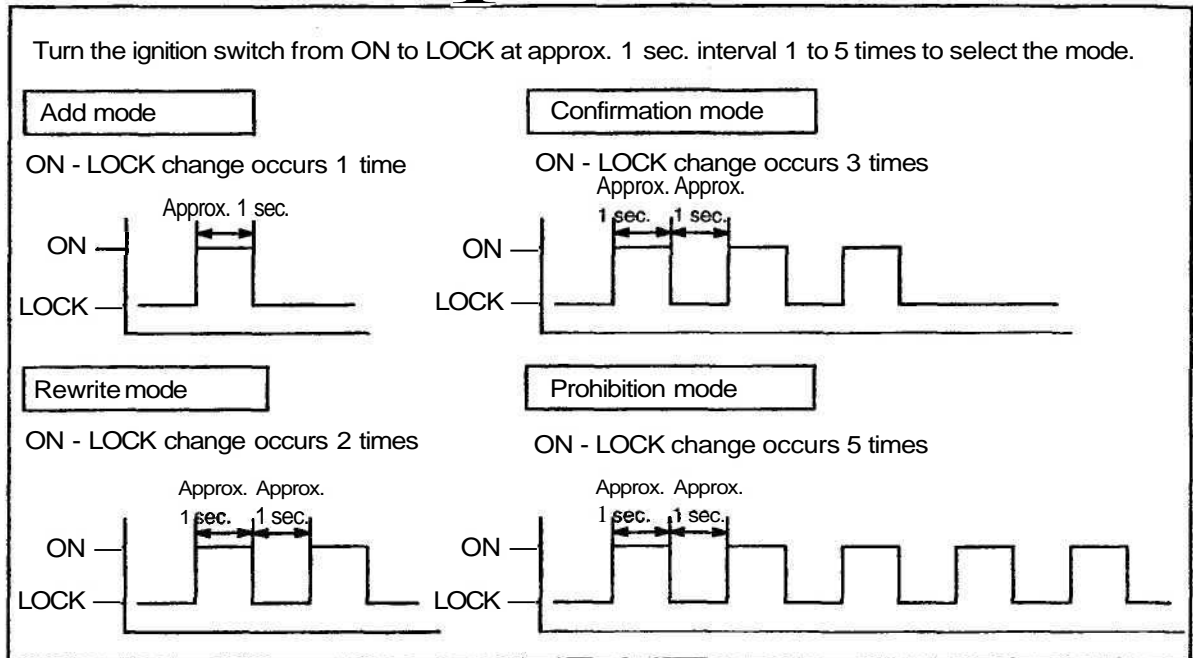 Turn the ignition switch from ON to LOCK at approx. 1 sec. interval 1 to 5 times to select the mode.
Add mode
ON - LOCK change occurs 1 time
Approx. 1 sec.
ON
LOCK
Confirmation mode
ON - LOCK change occurs 3 times
Approx. Approx.
1 sec. 1 sec.
ON
LOCK
Rewrite mode
ON - LOCK change occurs 2 times
Approx. Approx.
1 sec. 1 sec.
ON
LOCK
Prohibition mode
ON - LOCK change occurs 5 times
Approx. Approx.
1 sec. 1 sec.
ON
LOCK